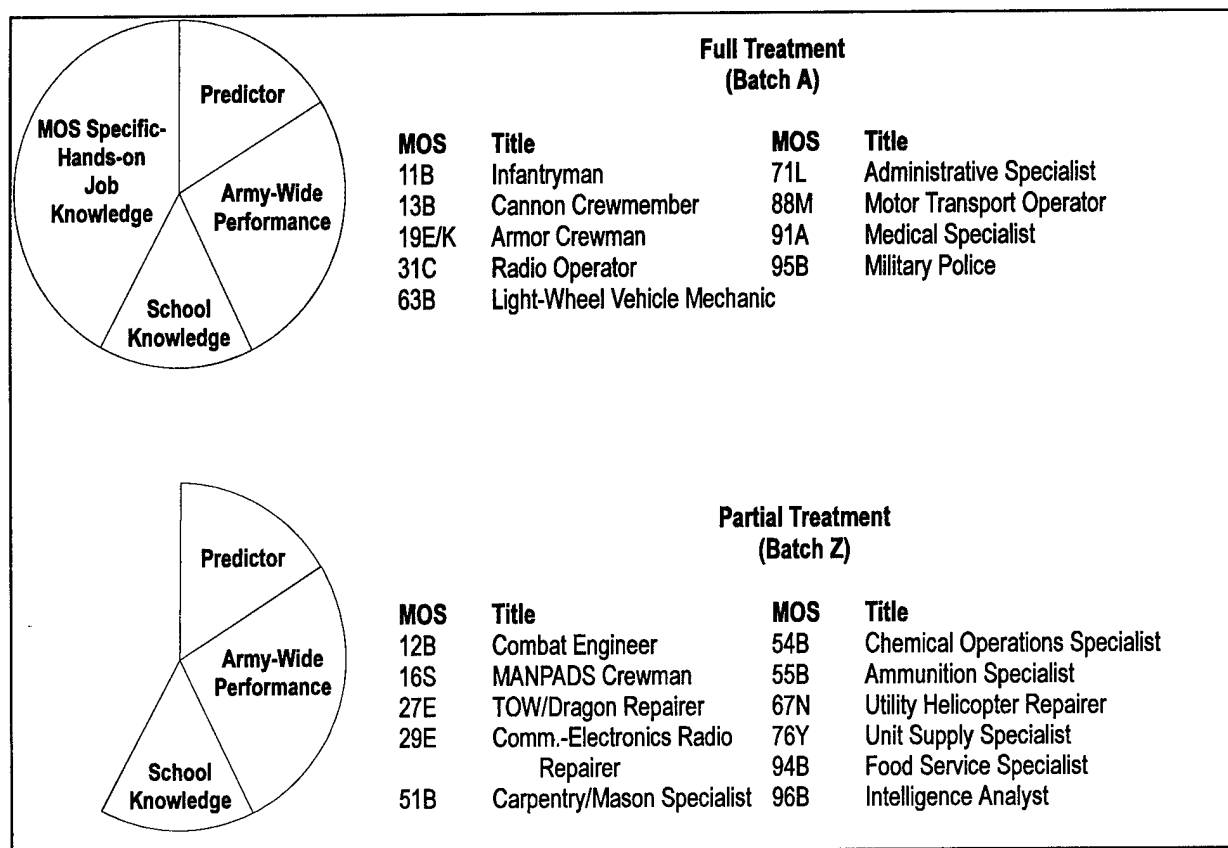 Full Treatment
(Batch A)
Predictor
MOS Specific-
Hands-on
Job
Knowledge
Army-Wide
Performance
School
Knowledge
MOS Title MOS Title
11B Infantryman 71L Administrative Specialist
13B Cannon Crewmember 88M Motor Transport Operator
19E/K Armor Crewman 91A Medical Specialist
31C Radio Operator 95B Military Police
63B Light-Wheel Vehicle Mechanic
Partial Treatment
(Batch Z)
Predictor
Army-Wide
Performance
School
Knowledge
MOS Title MOS Title
12B Combat Engineer 54B Chemical Operations Specialist
16S MANPADS Crewman 55B Ammunition Specialist
27E TOW/Dragon Repairer 67N Utility Helicopter Repairer
29E Comm.-Electronics Radio 76Y Unit Supply Specialist
Repairer 94B Food Service Specialist
51B Carpentry/Mason Specialist 96B Intelligence Analyst